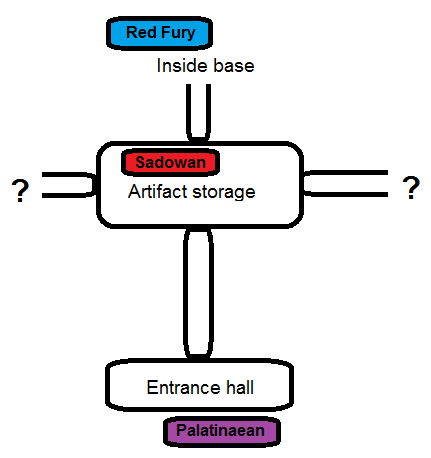 Red Fury
Inside base
Sadowan
Artifact storage
?
?
Entrance hall
Palatinaean